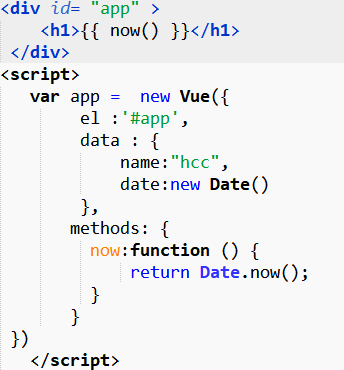 <div id= "app" >
<h1>{{ now() }}</h1>
</div>
<script>
var app =  new Vue({
el :'#app',
data : {
name:"hcc",
date:new Date()
},
methods: {
now:function () {
return Date.now();
}
}
})
</script>